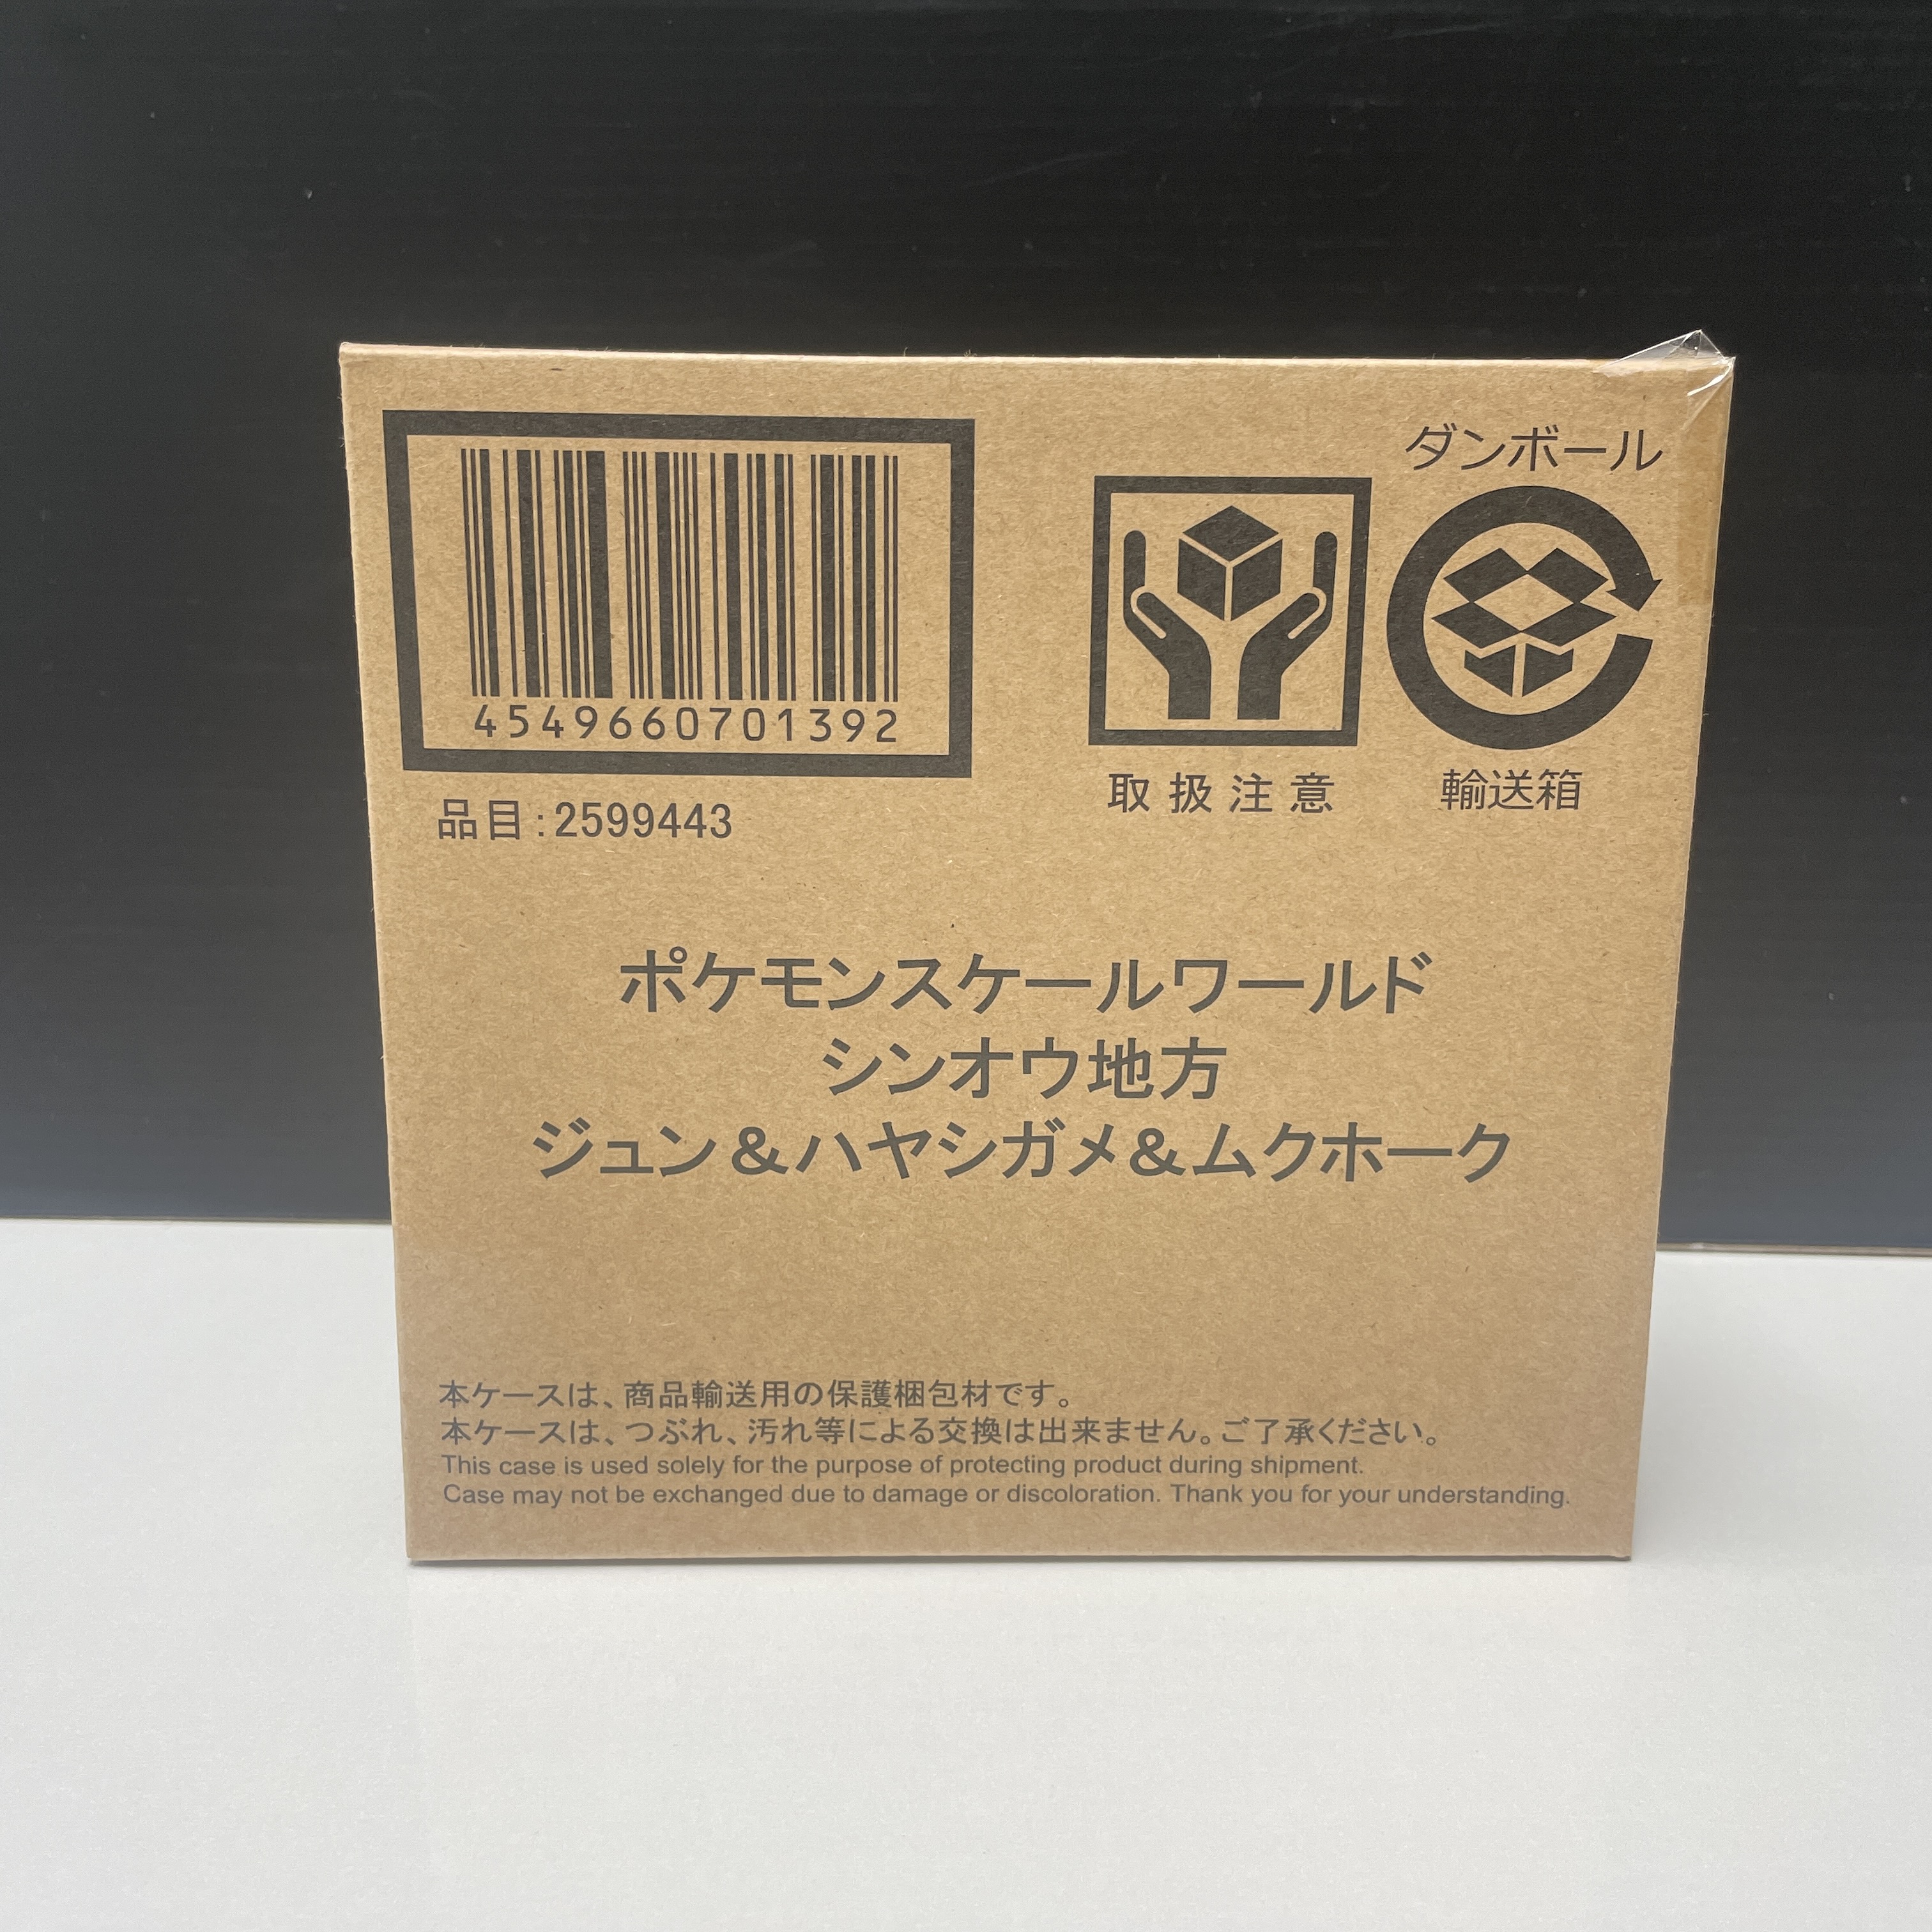 4549660701392
品目:2599443
ダンボール
取扱注意
輸送箱
ポケモンスケールワールド
シンオウ地方
ジュン&ハヤシガメ&ムクホーク
本ケースは、商品輸送用の保護梱包材です。
本ケースは、つぶれ、汚れ等による交換は出来ません。ご了承ください。
This case is used solely for the purpose of protecting product during shipment.
Case may not be exchanged due to damage or discoloration. Thank you for your understanding.